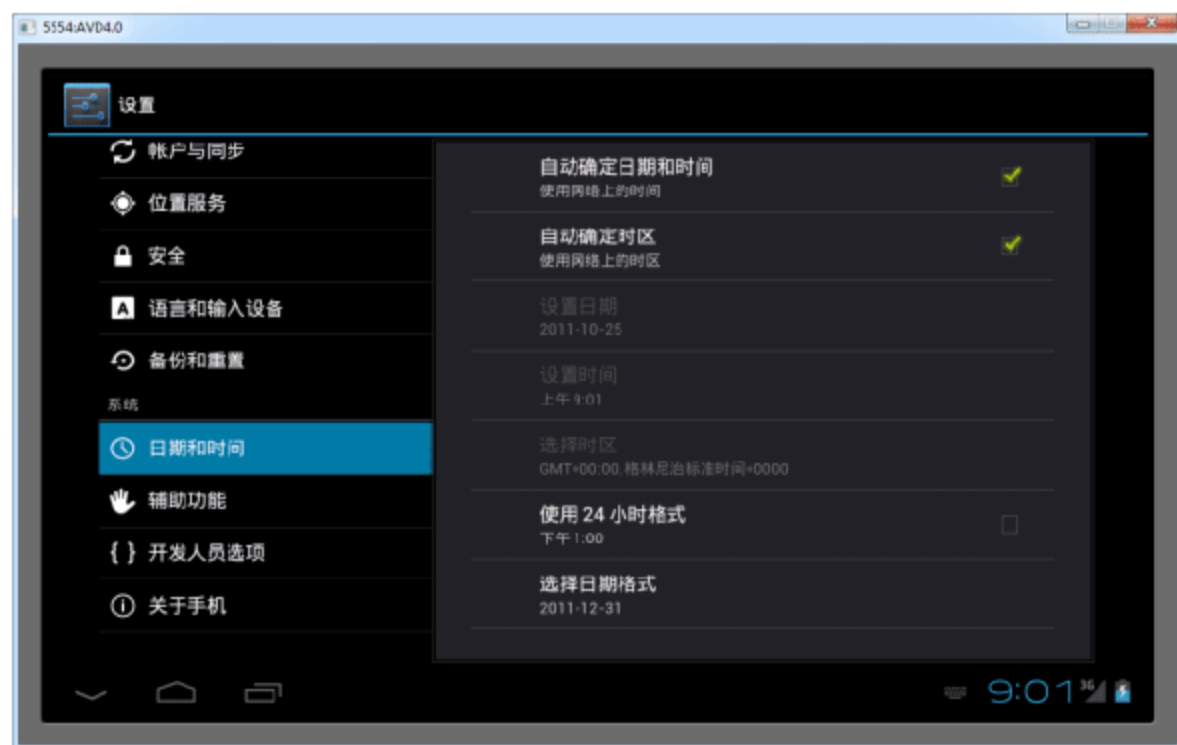 5554:AVD4.0
设置
帐户与同步
位置服务
安全
语言和输入设备
备份和重置
系统
日期和时间
辅助功能
{ } 开发人员选项
关于手机
自动确定日期和时间
使用网络上的时间
自动确定时区
使用网络上的时区
设置日期
2011-10-25
设置时间
上午 9:01
选择时区
GMT+00:00, 格林尼治标准时间+0000
使用 24 小时格式
下午 1:00
选择日期格式
2011-12-31
9:01 3G